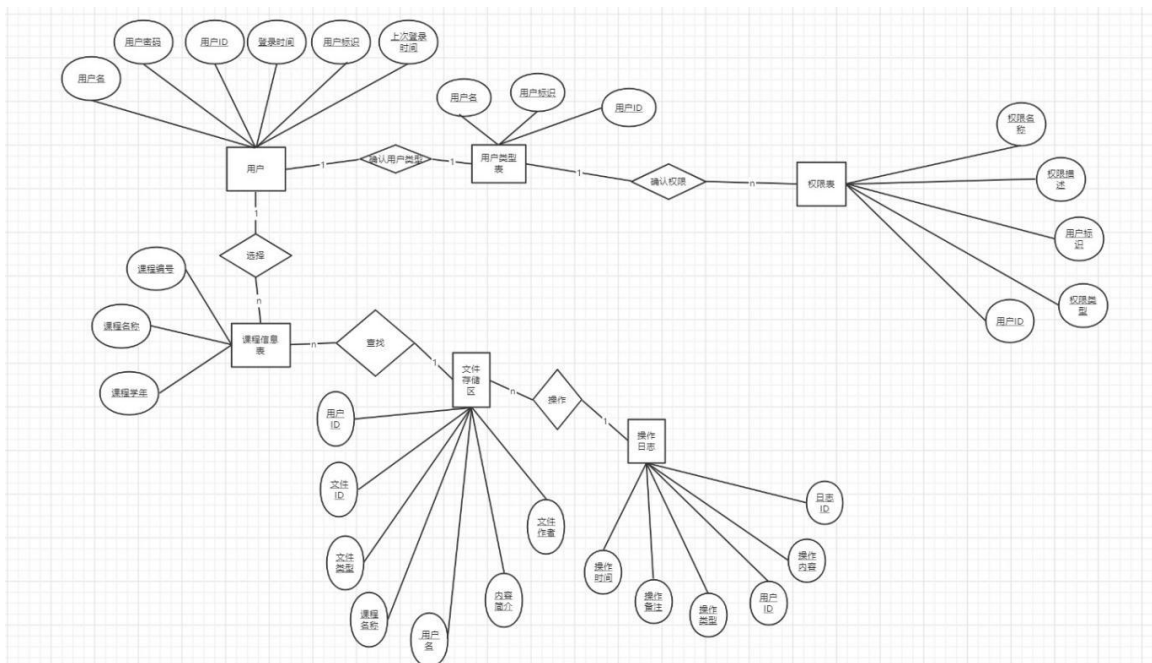 用户名
用户密码
用户ID
登录时间
用户标识
上次登录
时间
用户名
用户标识
用户ID
权限名
称
权限描
述
用户标
识
权限类
型
用户ID
用户
1
确认用户类型
1
用户类型
表
1
确认权限
n
权限表
1
选择
n
课程编号
课程名称
课程学年
课程信息
表
n
查找
1
文件
存储
区
n
操作
1
操作
日志
用户
ID
文件
ID
文件
类型
课程
名称
用户
名
内容
简介
文件
作者
操作
时间
操作
备注
操作
类型
用户
ID
操作
内容
日志
ID